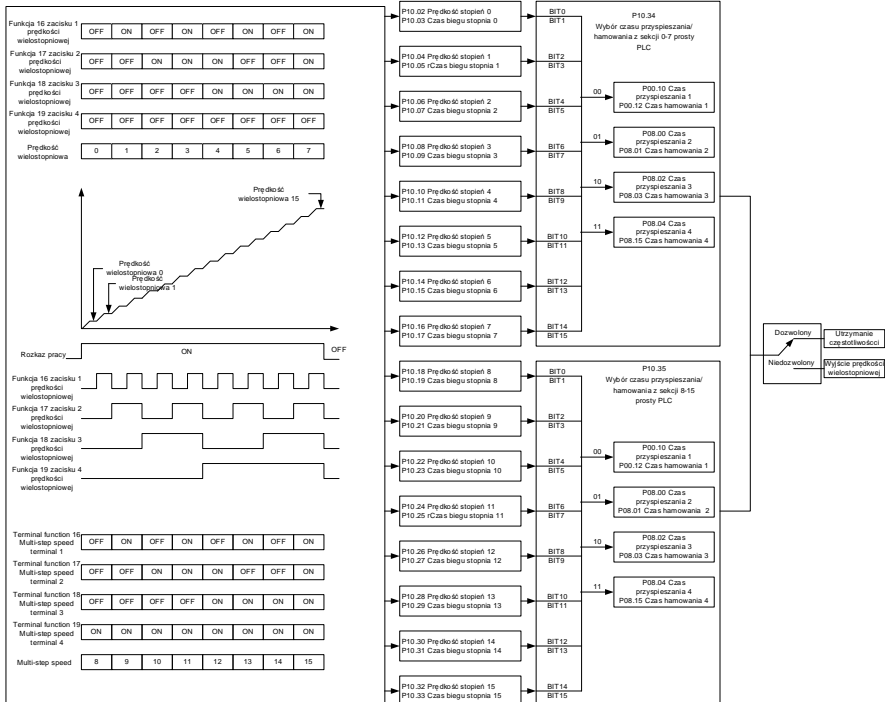 Funkcja 16 zacisku 1
prędkości
wielostopniowej
OFF ON OFF ON OFF ON OFF ON
Funkcja 17 zacisku 2
prędkości
wielostopniowej
OFF OFF ON ON OFF OFF ON ON
Funkcja 18 zacisku 3
prędkości
wielostopniowej
OFF OFF OFF OFF ON ON ON ON
Funkcja 19 zacisku 4
prędkości
wielostopniowej
OFF OFF OFF OFF OFF OFF OFF OFF
Prędkość
wielostopniowa
0 1 2 3 4 5 6 7
Prędkość
wielostopniowa 15
Prędkość
wielostopniowa 0
Prędkość
wielostopniowa 1
Rozkaz pracy
ON
OFF
Funkcja 16 zacisku 1
prędkości
wielostopniowej
Funkcja 17 zacisku 2
prędkości
wielostopniowej
Funkcja 18 zacisku 3
prędkości
wielostopniowej
Funkcja 19 zacisku 4
prędkości
wielostopniowej
Terminal function 16
Multi-step speed
terminal 1
OFF ON OFF ON OFF ON OFF ON
Terminal function 17
Multi-step speed
terminal 2
OFF OFF ON ON OFF OFF OFF ON
Terminal function 18
Multi-step speed
terminal 3
OFF OFF OFF OFF ON ON ON ON
Terminal function 19
Multi-step speed
terminal 4
ON ON ON ON ON ON ON ON
Multi-step speed
8 9 10 11 12 13 14 15
P10.02 Prędkość stopień 0
P10.03 Czas biegu stopień 0
BIT0
BIT1
P10.04 Prędkość stopień 1
P10.05 rCzas biegu stopnia 1
BIT2
BIT3
P10.06 Prędkość stopień 2
P10.07 Czas biegu stopnia 2
BIT4
BIT5
P10.08 Prędkość stopień 3
P10.09 Czas biegu stopnia 3
BIT6
BIT7
P10.10 Prędkość stopień 4
P10.11 Czas biegu stopnia 4
BIT8
BIT9
P10.12 Prędkość stopień 5
P10.13 Czas biegu stopnia 5
BIT10
BIT11
P10.14 Prędkość stopień 6
P10.15 Czas biegu stopnia 6
BIT12
BIT13
P10.16 Prędkość stopień 7
P10.17 Czas biegu stopnia 7
BIT14
BIT15
P10.34
Wybór czasu przyspieszania/
hamowania z sekcji 0-7 prosty
PLC
00
P00.10 Czas
przyspieszania 1
P00.12 Czas hamowania 1
01
P08.00 Czas
przyspieszania 2
P08.01 Czas hamowania 2
10
P08.02 Czas
przyspieszania 3
P08.03 Czas hamowania 3
11
P08.04 Czas
przyspieszania 4
P08.15 Czas hamowania 4
P10.18 Prędkość stopień 8
P10.19 Czas biegu stopnia 8
BIT0
BIT1
P10.20 Prędkość stopień 9
P10.21 Czas biegu stopnia 9
BIT2
BIT3
P10.22 Prędkość stopień 10
P10.23 Czas biegu stopnia 10
BIT4
BIT5
P10.24 Prędkość stopień 11
P10.25 rCzas biegu stopnia 11
BIT6
BIT7
P10.26 Prędkość stopień 12
P10.27 Czas biegu stopnia 12
BIT8
BIT9
P10.28 Prędkość stopień 13
P10.29 Czas biegu stopnia 13
BIT10
BIT11
P10.30 Prędkość stopień 14
P10.31 Czas biegu stopnia 14
BIT12
BIT13
P10.32 Prędkość stopień 15
P10.33 Czas biegu stopnia 15
BIT14
BIT15
P10.35
Wybór czasu przyspieszania/
hamowania z sekcji 8-15
prosty PLC
00
P00.10 Czas
przyspieszania 1
P00.12 Czas hamowania 1
01
P08.00 Czas
przyspieszania 2
P08.01 Czas hamowania 2
10
P08.02 Czas
przyspieszania 3
P08.03 Czas hamowania 3
11
P08.04 Czas
przyspieszania 4
P08.15 Czas hamowania 4
Dozwolony
Niedozwolony
Utrzymanie
częstotliwoścci
Wyjście prędkości
wielostopniowej